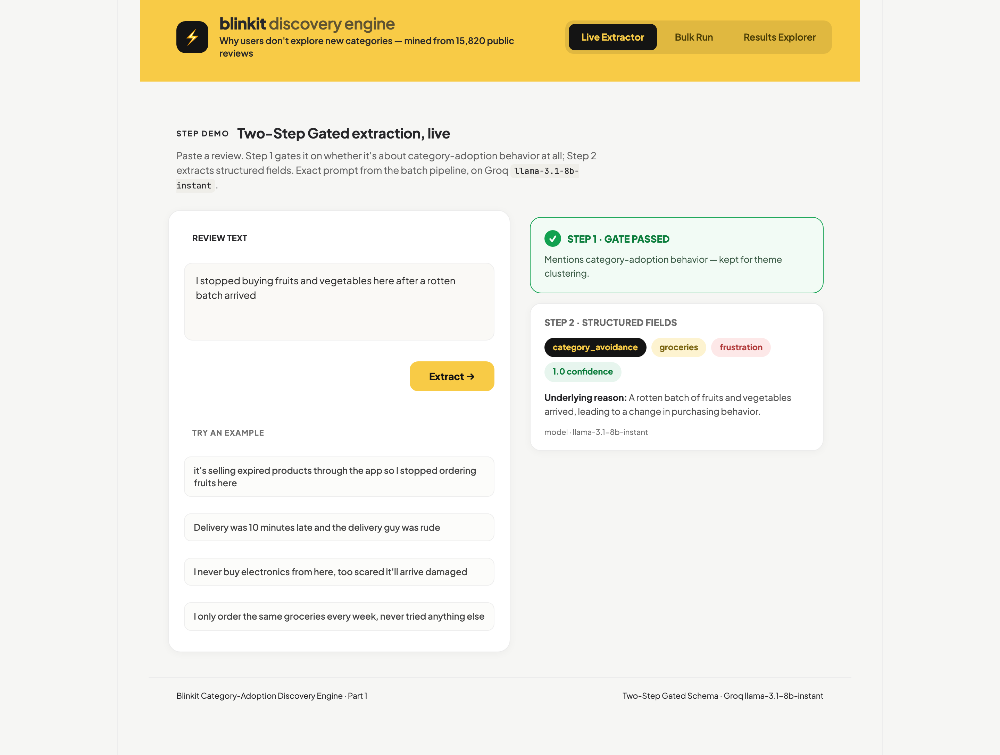 blinkit discovery engine
Why users don't explore new categories — mined from 15,820 public
reviews
Live Extractor
Bulk Run
Results Explorer
STEP DEMO Two-Step Gated extraction, live
Paste a review. Step 1 gates it on whether it's about category-adoption behavior at all; Step 2
extracts structured fields. Exact prompt from the batch pipeline, on Groq llama-3.1-8b-
instant .
REVIEW TEXT
I stopped buying fruits and vegetables here after a rotten
batch arrived
Extract →
TRY AN EXAMPLE
it's selling expired products through the app so I stopped ordering
fruits here
Delivery was 10 minutes late and the delivery guy was rude
I never buy electronics from here, too scared it'll arrive damaged
I only order the same groceries every week, never tried anything else
STEP 1 · GATE PASSED
Mentions category-adoption behavior — kept for theme
clustering.
STEP 2 · STRUCTURED FIELDS
category_avoidance groceries frustration
1.0 confidence
Underlying reason: A rotten batch of fruits and vegetables
arrived, leading to a change in purchasing behavior.
model · llama-3.1-8b-instant
Blinkit Category-Adoption Discovery Engine · Part 1
Two-Step Gated Schema · Groq llama-3.1-8b-instant